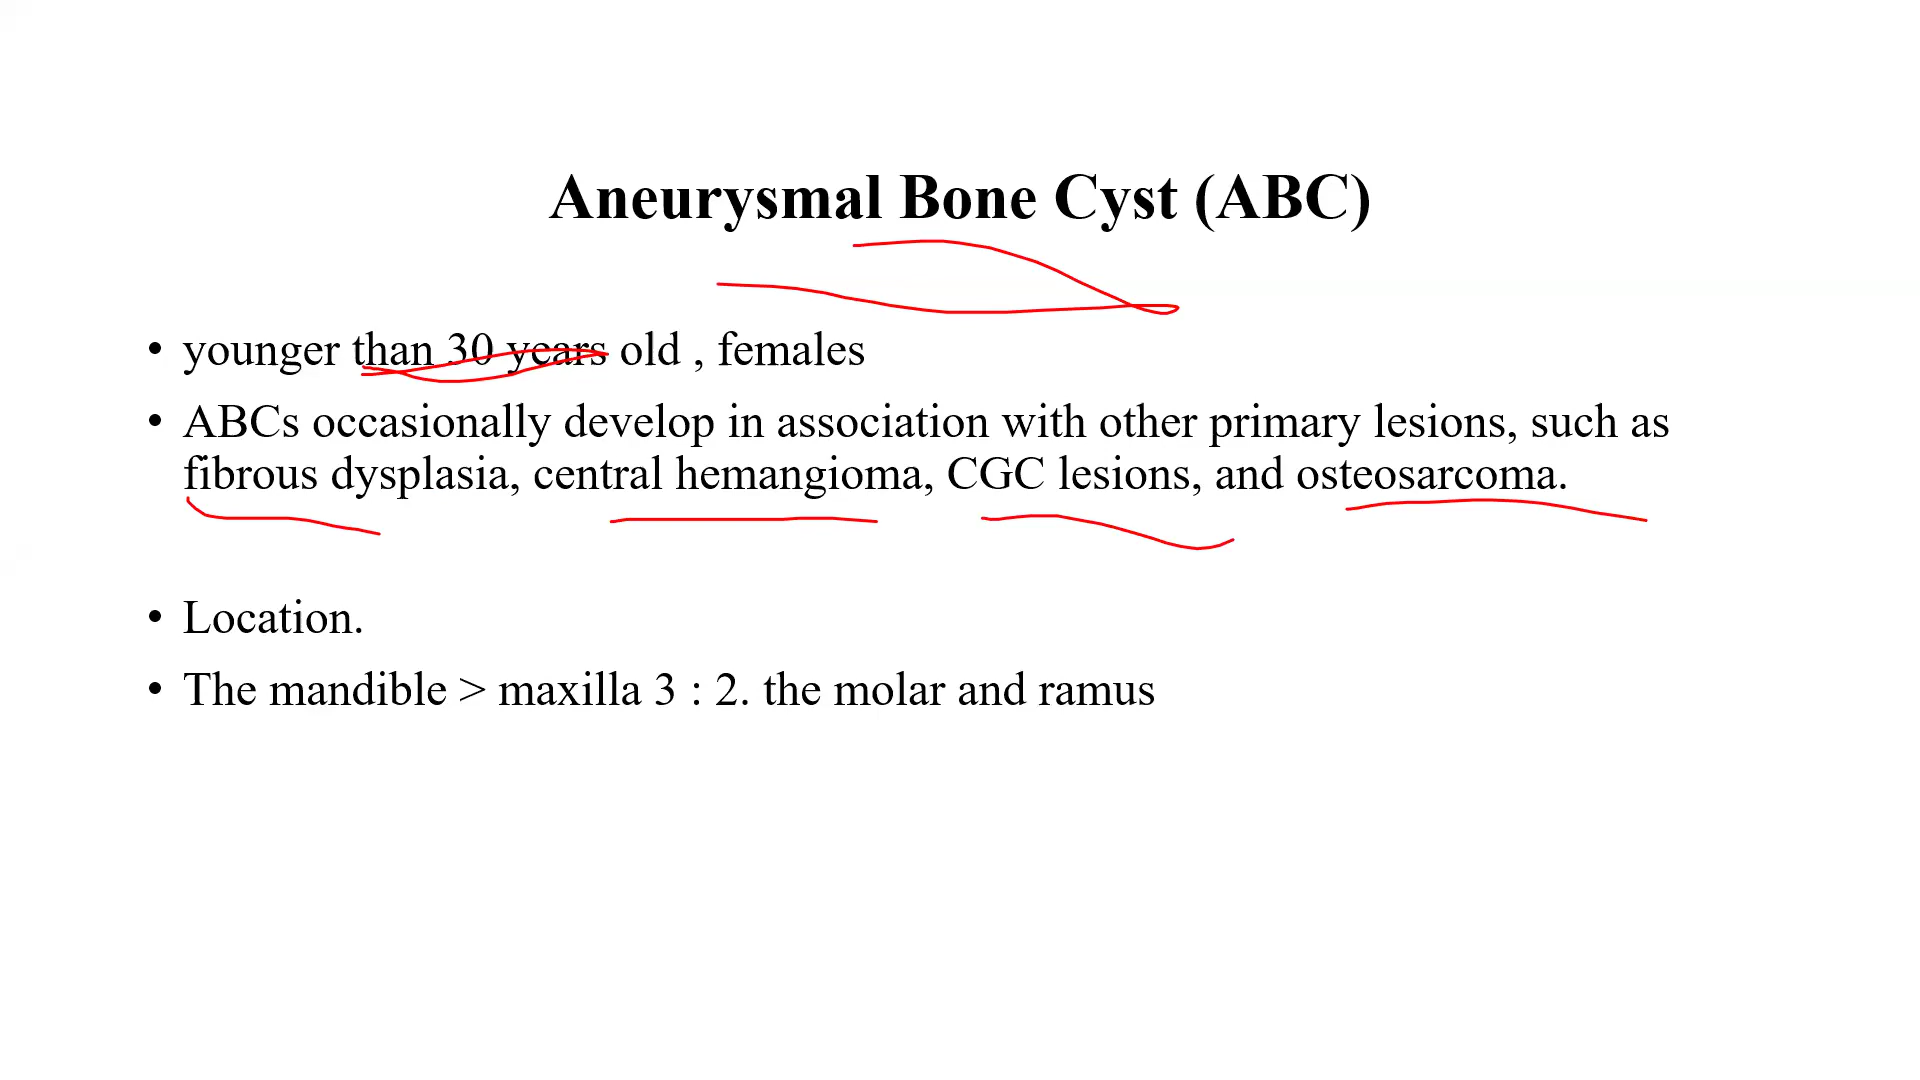 Aneurysmal Bone Cyst (ABC)
• younger than 30 years old , females
• ABCs occasionally develop in association with other primary lesions, such as
fibrous dysplasia, central hemangioma, CGC lesions, and osteosarcoma.
• Location.
• The mandible > maxilla 3 : 2. the molar and ramus